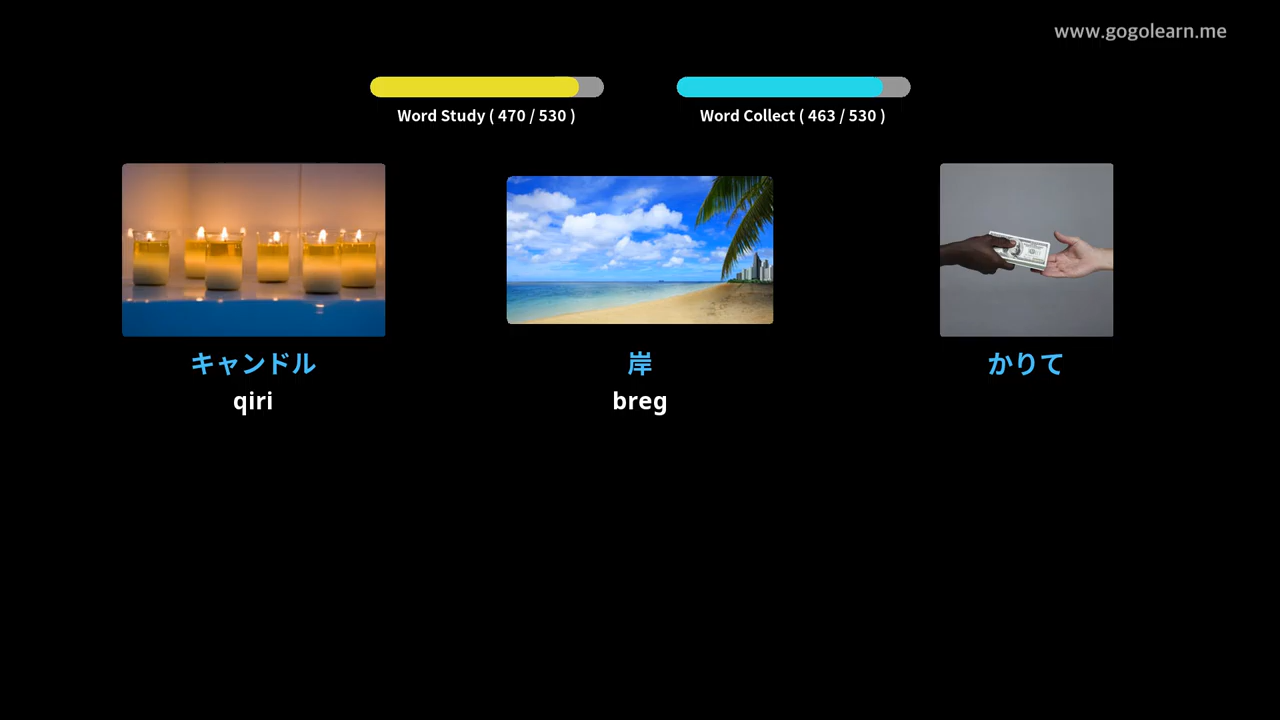 www.gogolearn.me
Word Study ( 470 / 530 )
Word Collect ( 463 / 530 )
キャンドル
qiri
岸
breg
かりて